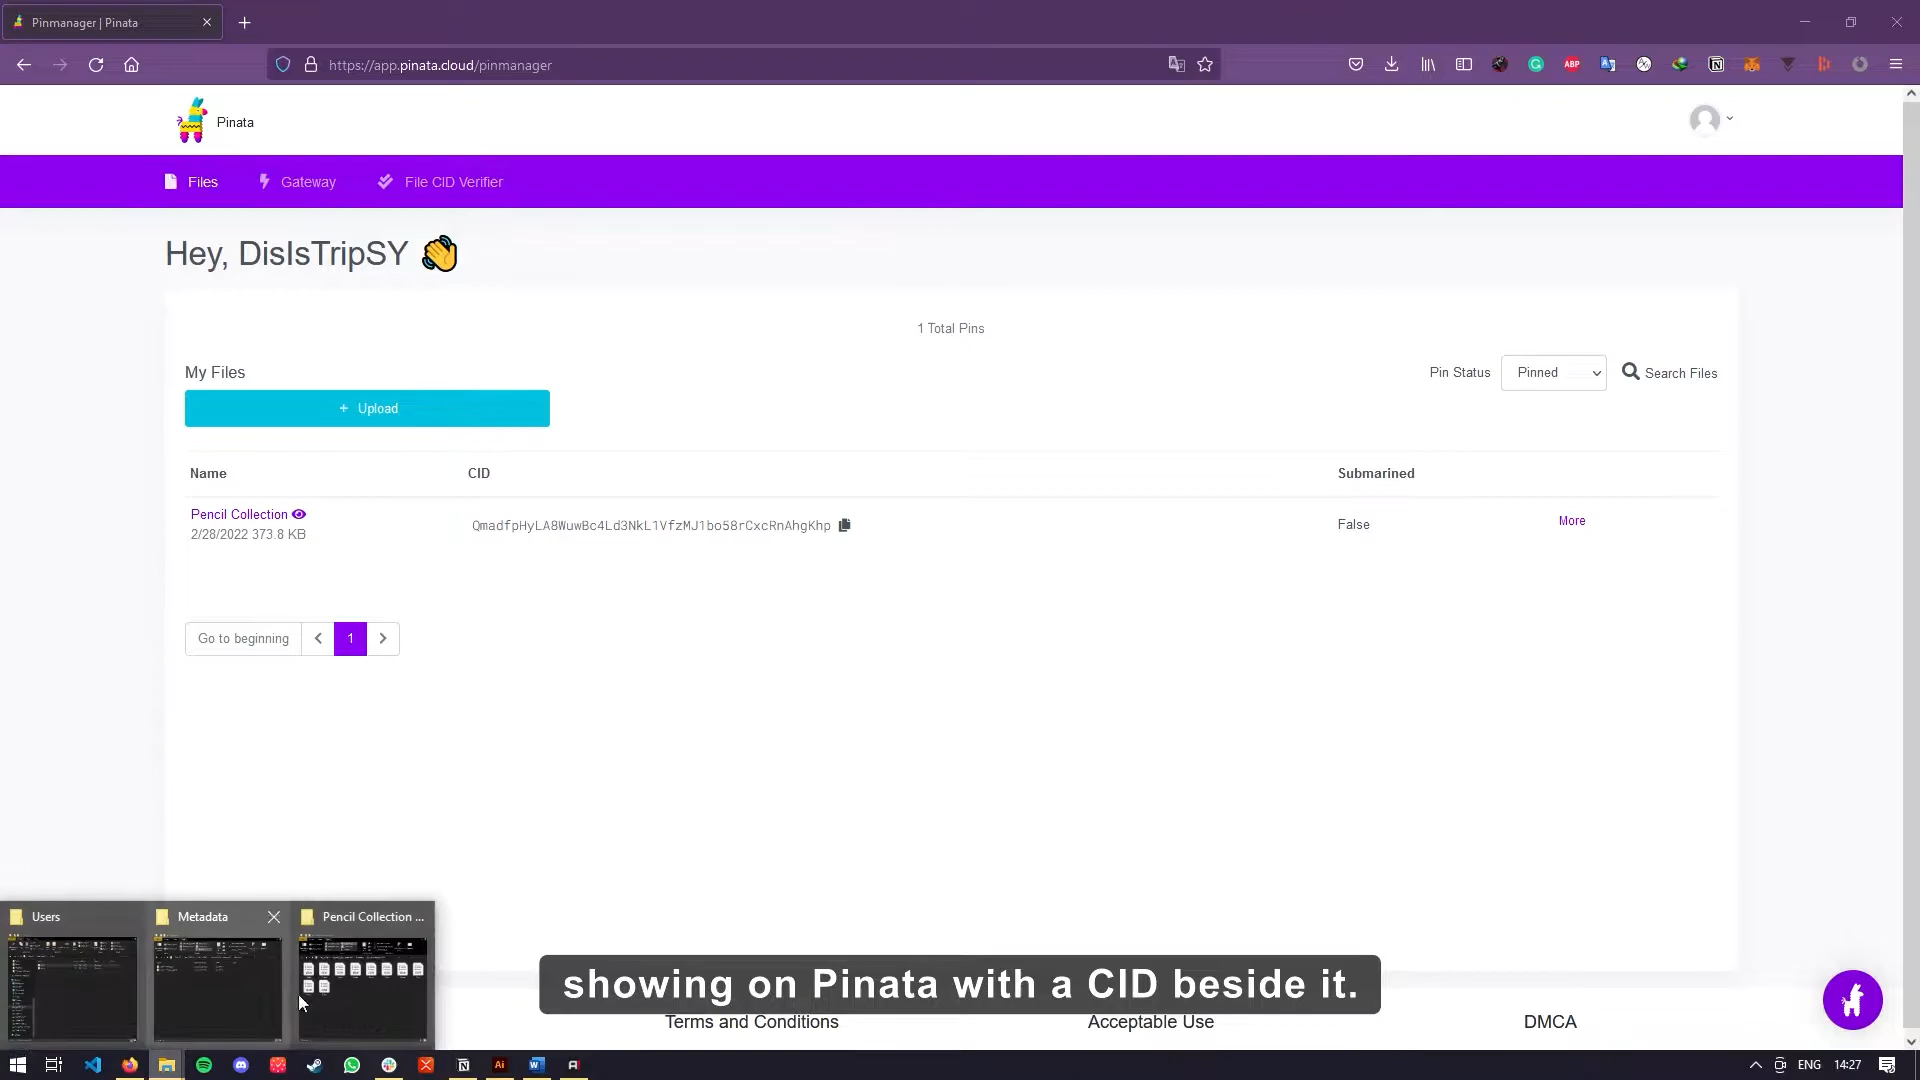 Pinmanager | Pinata
https://app.pinata.cloud/pinmanager
ABP
Pinata
Files
Gateway
File CID Verifier
Hey, DisIsTripSY 👋
1 Total Pins
My Files
Pin Status
Pinned
Search Files
+ Upload
Name
CID
Submarined
Pencil Collection
2/28/2022 373.8 KB
QmadfpHyLA8WuwBc4Ld3NkL1VfzMJ1bo58rCxcRnAhgKhp
False
More
Go to beginning
1
Users
Metadata
Pencil Collection ...
showing on Pinata with a CID beside it.
Terms and Conditions
Acceptable Use
DMCA
ENG
14:27